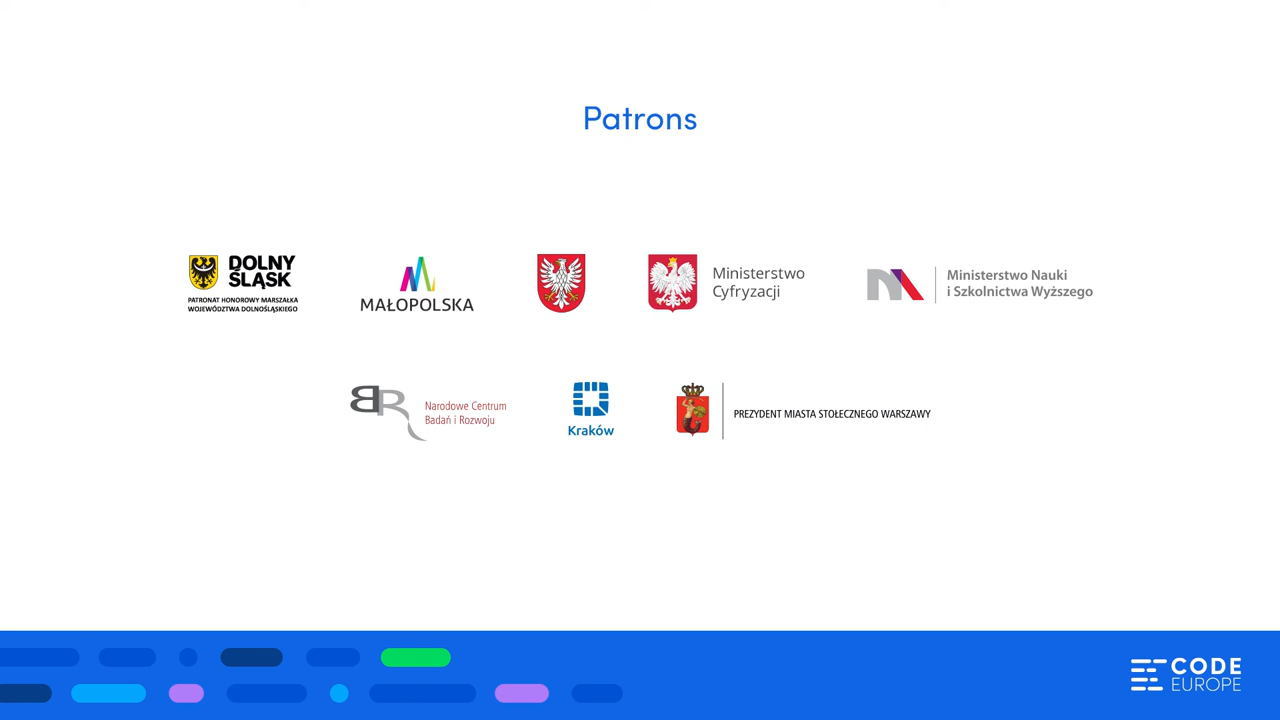 Patrons
DOLNY
ŚLĄSK
PATRONAT HONOROWY MARSZAŁKA
WOJEWÓDZTWA DOLNOŚLĄSKIEGO
MAŁOPOLSKA
Ministerstwo
Cyfryzacji
Ministerstwo Nauki
i Szkolnictwa Wyższego
Narodowe Centrum
Badań i Rozwoju
Kraków
PREZYDENT MIASTA STOŁECZNEGO WARSZAWY
CODE
EUROPE